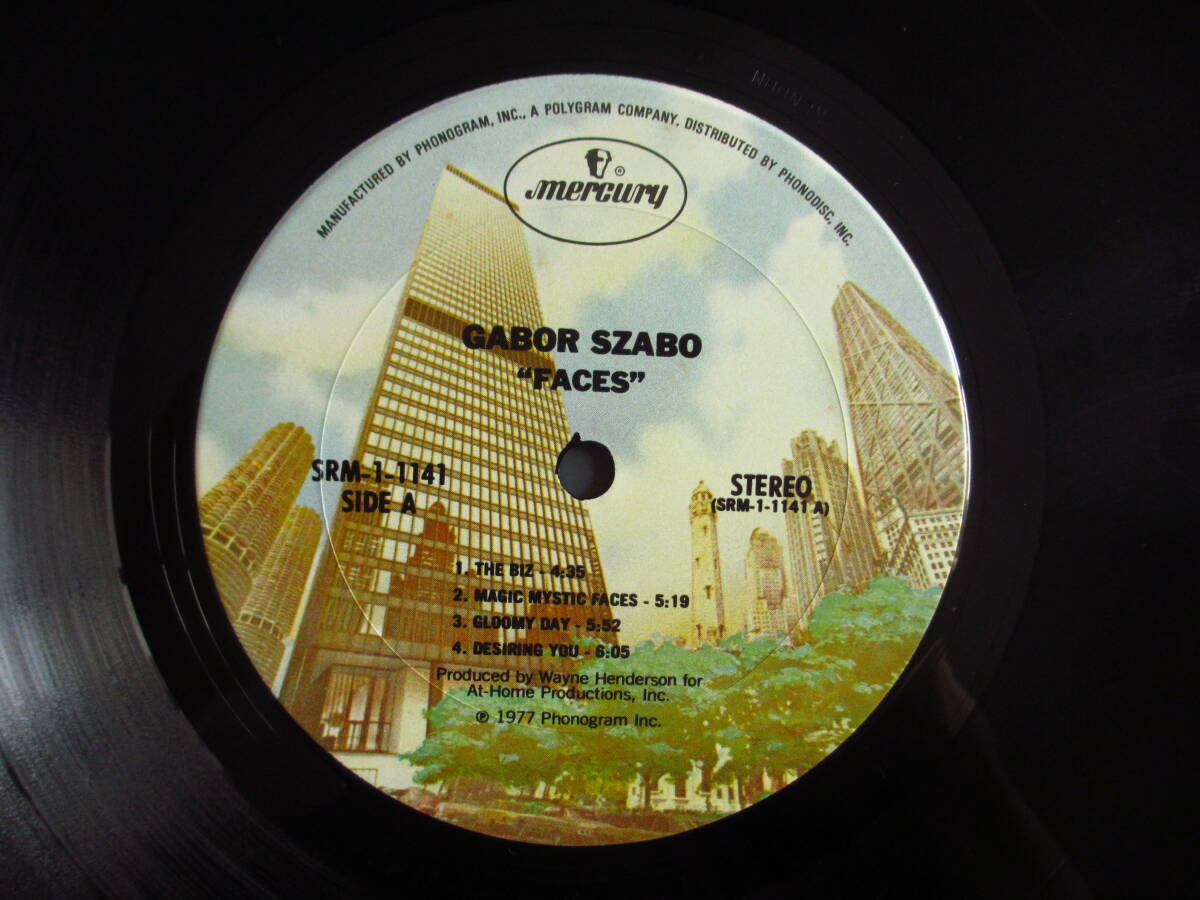 MANUFACTURED BY PHONOGRAM, INC., A POLYGRAM COMPANY. DISTRIBUTED BY PHONODISC, INC.
mercury ®
GABOR SZABO
“FACES”
SRM-1-1141
SIDE A
STEREO
(SRM-1-1141 A)
1. THE BIZ - 4:35
2. MAGIC MYSTIC FACES - 5:19
3. GLOOMY DAY - 5:52
4. DESIRING YOU - 6:05
Produced by Wayne Henderson for
At-Home Productions, Inc.
℗ 1977 Phonogram Inc.